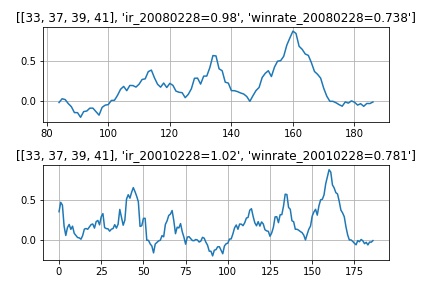 [[33, 37, 39, 41], 'ir_20080228=0.98', 'winrate_20080228=0.738']
0.5
0.0
80 100 120 140 160 180
[[33, 37, 39, 41], 'ir_20010228=1.02', 'winrate_20010228=0.781']
0.5
0.0
0 25 50 75 100 125 150 175